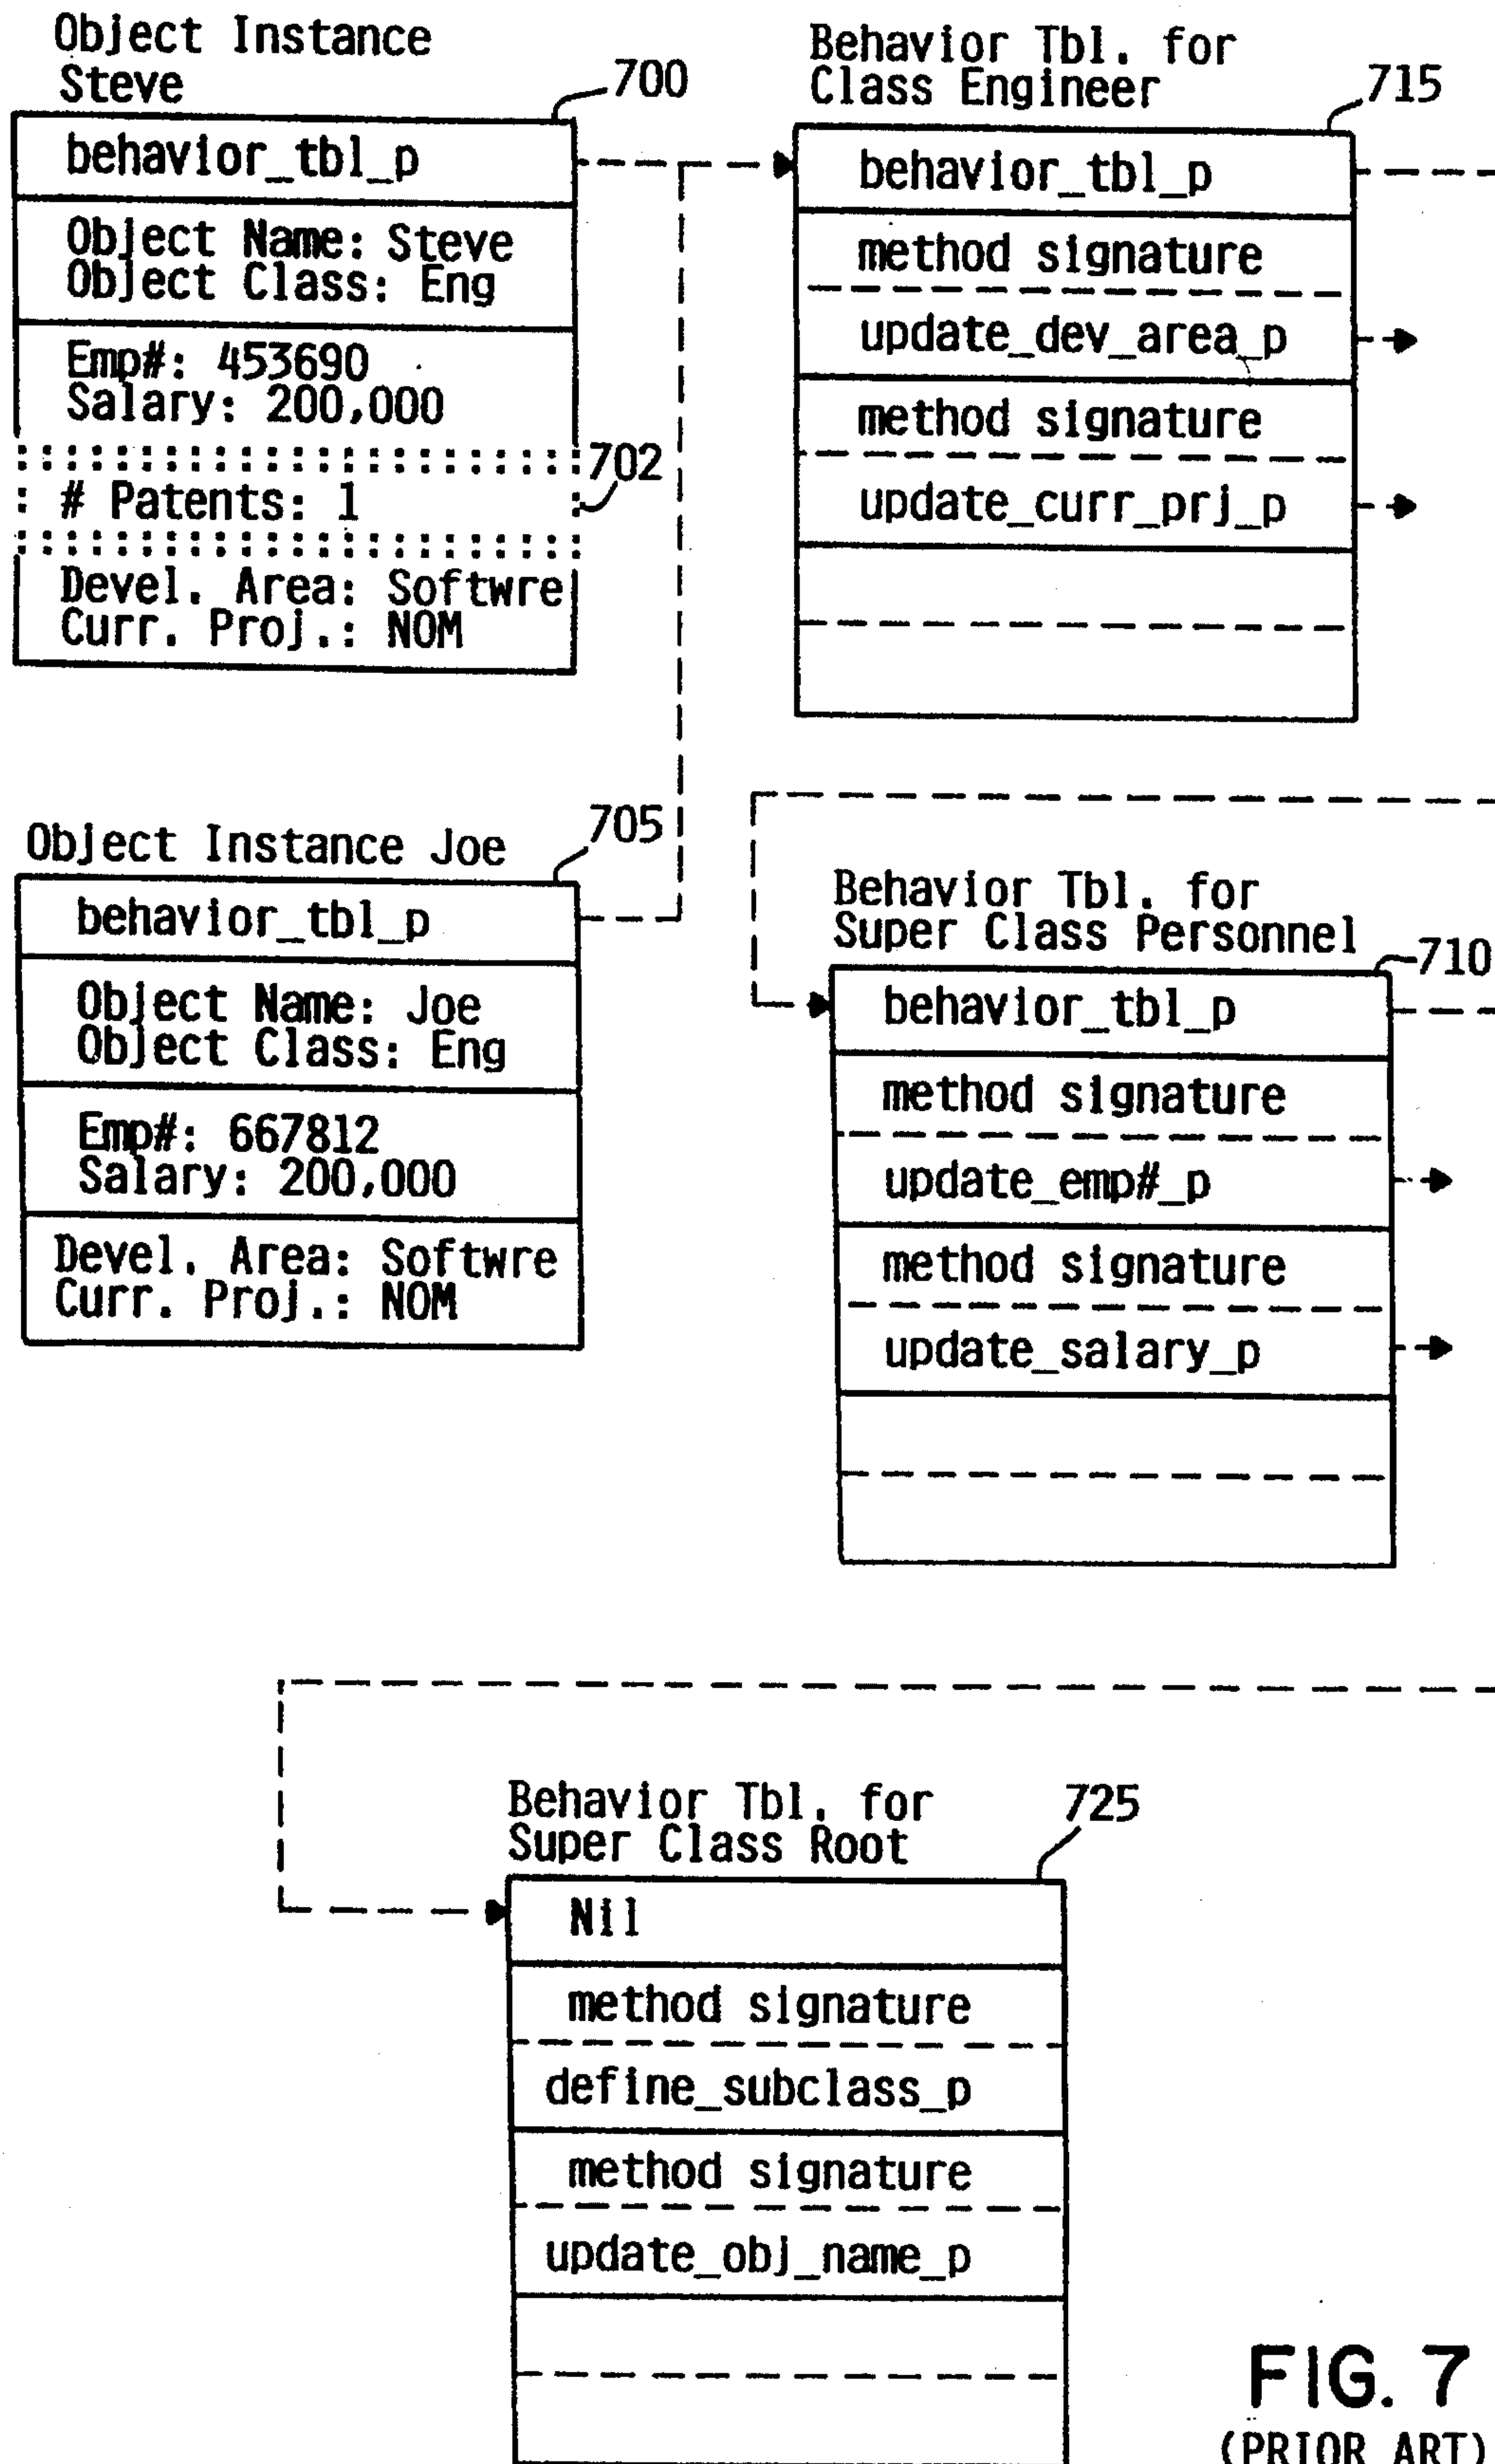 Object Instance
Steve
700
behavior_tbl_p
Object Name: Steve
Object Class: Eng
Emp#: 453690
Salary: 200,000
702
# Patents: 1
Devel. Area: Softwre
Curr. Proj.: NOM
Behavior Tbl. for
Class Engineer
715
behavior_tbl_p
method signature
update_dev_area_p
method signature
update_curr_prj_p
Object Instance Joe
705
behavior_tbl_p
Object Name: Joe
Object Class: Eng
Emp#: 667812
Salary: 200,000
Devel. Area: Softwre
Curr. Proj.: NOM
Behavior Tbl. for
Super Class Personnel
710
behavior_tbl_p
method signature
update_emp#_p
method signature
update_salary_p
Behavior Tbl. for
Super Class Root
725
Nil
method signature
define_subclass_p
method signature
update_obj_name_p
FIG. 7
(PRIOR ART)